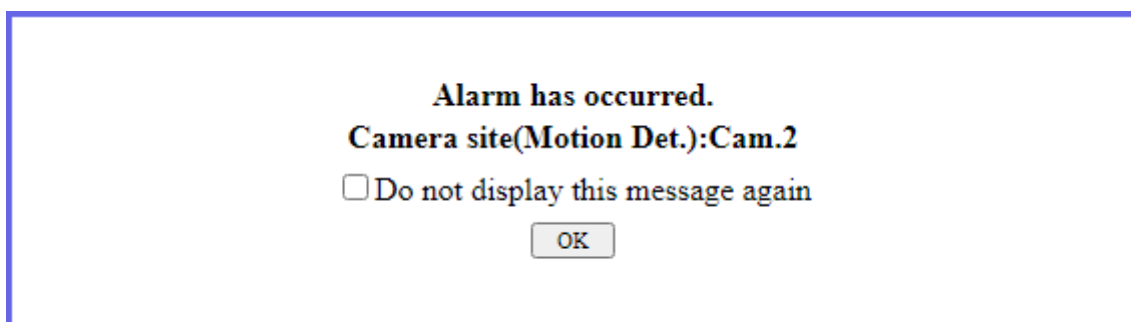 Alarm has occurred.
Camera site(Motion Det.):Cam.2
Do not display this message again
OK